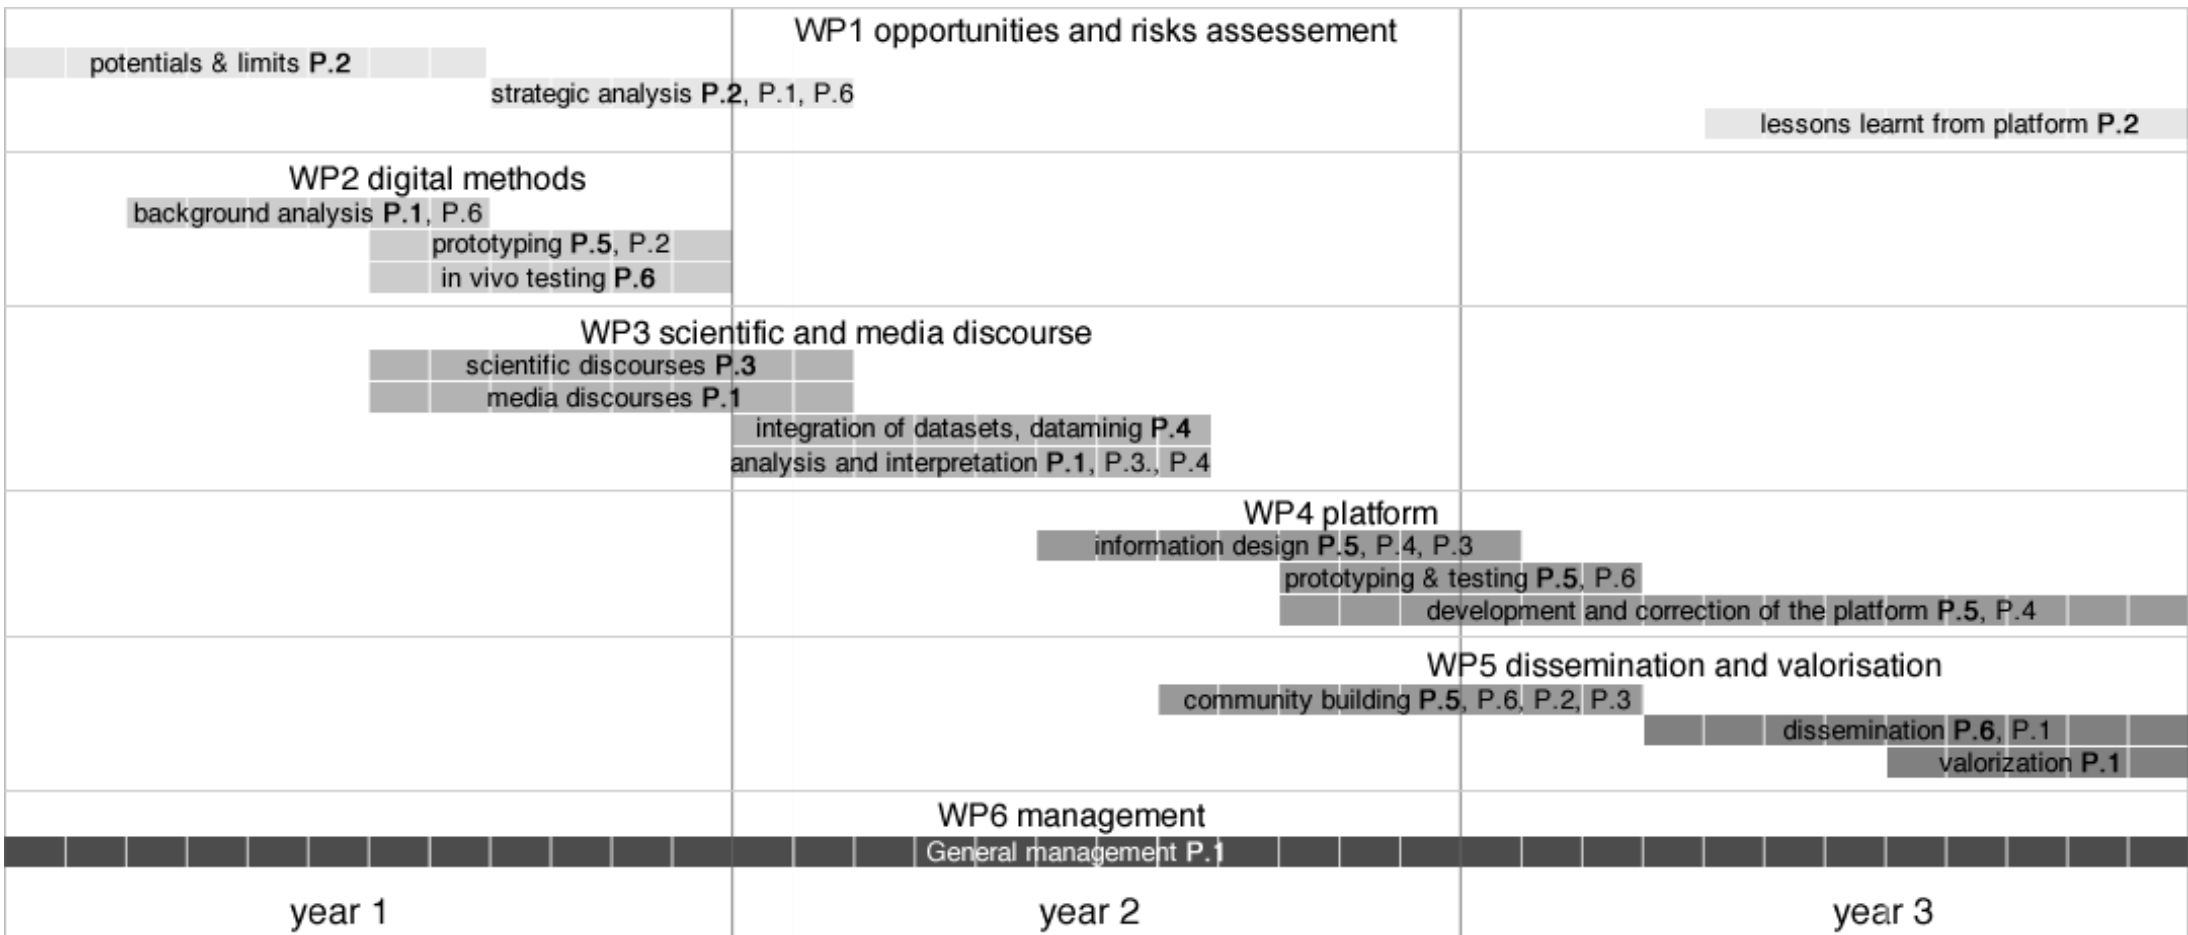 WP1 opportunities and risks assessement
potentials & limits P.2
strategic analysis P.2, P.1, P.6
lessons learnt from platform P.2
WP2 digital methods
background analysis P.1, P.6
prototyping P.5, P.2
in vivo testing P.6
WP3 scientific and media discourse
scientific discourses P.3
media discourses P.1
integration of datasets, dataminig P.4
analysis and interpretation P.1, P.3., P.4
WP4 platform
information design P.5, P.4, P.3
prototyping & testing P.5, P.6
development and correction of the platform P.5, P.4
WP5 dissemination and valorisation
community building P.5, P.6, P.2, P.3
dissemination P.6, P.1
valorization P.1
WP6 management
General management P.1
year 1 year 2 year 3